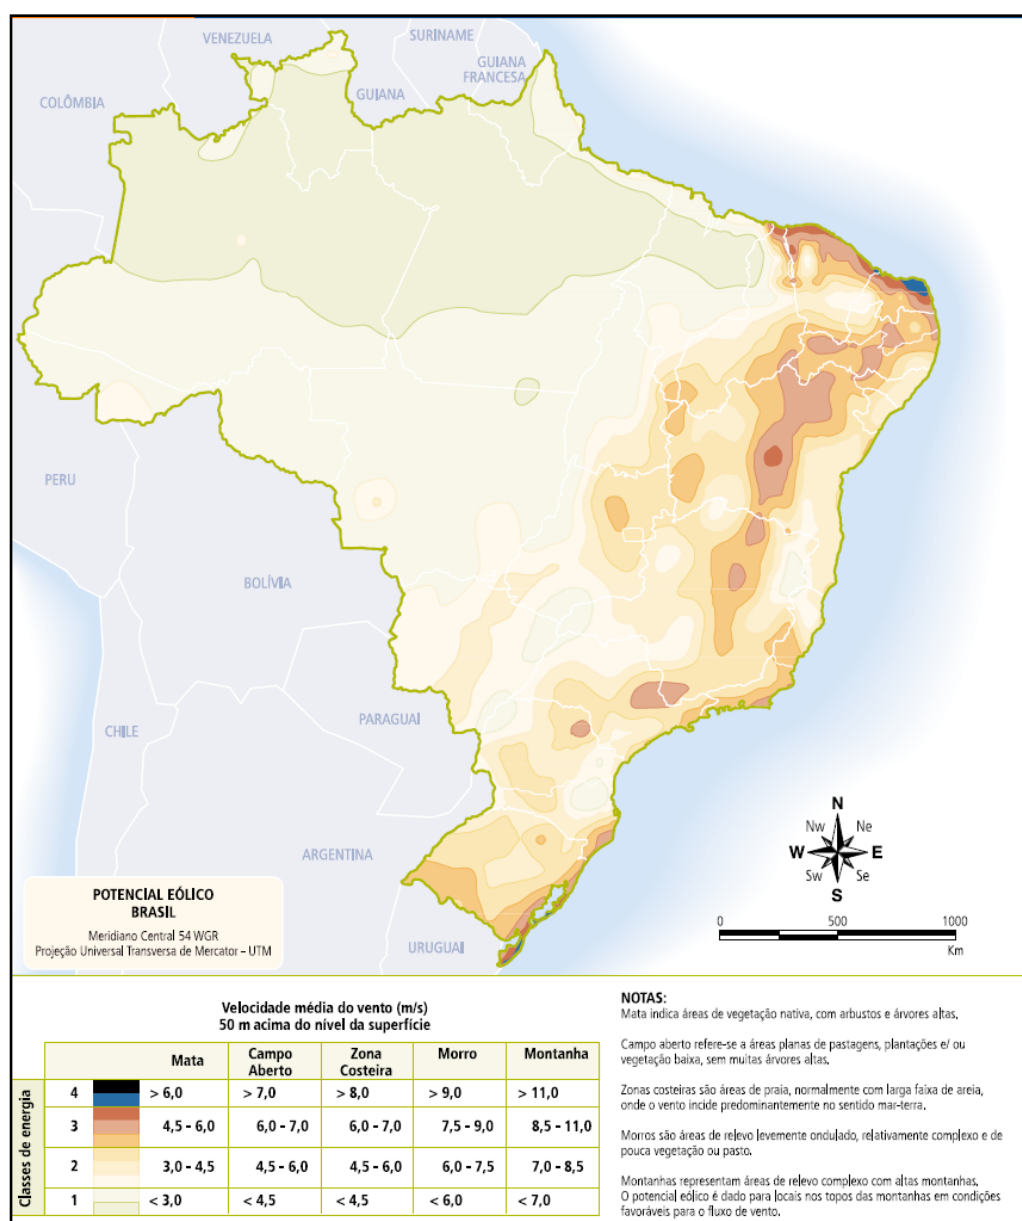 VENEZUELA
SURINAME
GUIANA
FRANCESA
COLÔMBIA
GUIANA
PERU
BOLÍVIA
PARAGUAI
CHILE
ARGENTINA
URUGUAI
N
Nw Ne
W E
Sw Se
S
0 500 1000
Km
POTENCIAL EÓLICO
BRASIL
Meridiano Central 54 WGR
Projeção Universal Transversa de Mercator – UTM
Velocidade média do vento (m/s)
50 m acima do nível da superfície
Mata Campo Aberto Zona Costeira Morro Montanha
Classes de energia
4 > 6,0 > 7,0 > 8,0 > 9,0 > 11,0
3 4,5 - 6,0 6,0 - 7,0 6,0 - 7,0 7,5 - 9,0 8,5 - 11,0
2 3,0 - 4,5 4,5 - 6,0 4,5 - 6,0 6,0 - 7,5 7,0 - 8,5
1 < 3,0 < 4,5 < 4,5 < 6,0 < 7,0
NOTAS:
Mata indica áreas de vegetação nativa, com arbustos e árvores altas.
Campo aberto refere-se a áreas planas de pastagens, plantações e/ ou
vegetação baixa, sem muitas árvores altas.
Zonas costeiras são áreas de praia, normalmente com larga faixa de areia,
onde o vento incide predominantemente no sentido mar-terra.
Morros são áreas de relevo levemente ondulado, relativamente complexo e de
pouca vegetação ou pasto.
Montanhas representam áreas de relevo complexo com altas montanhas.
O potencial eólico é dado para locais nos topos das montanhas em condições
favoráveis para o fluxo de vento.